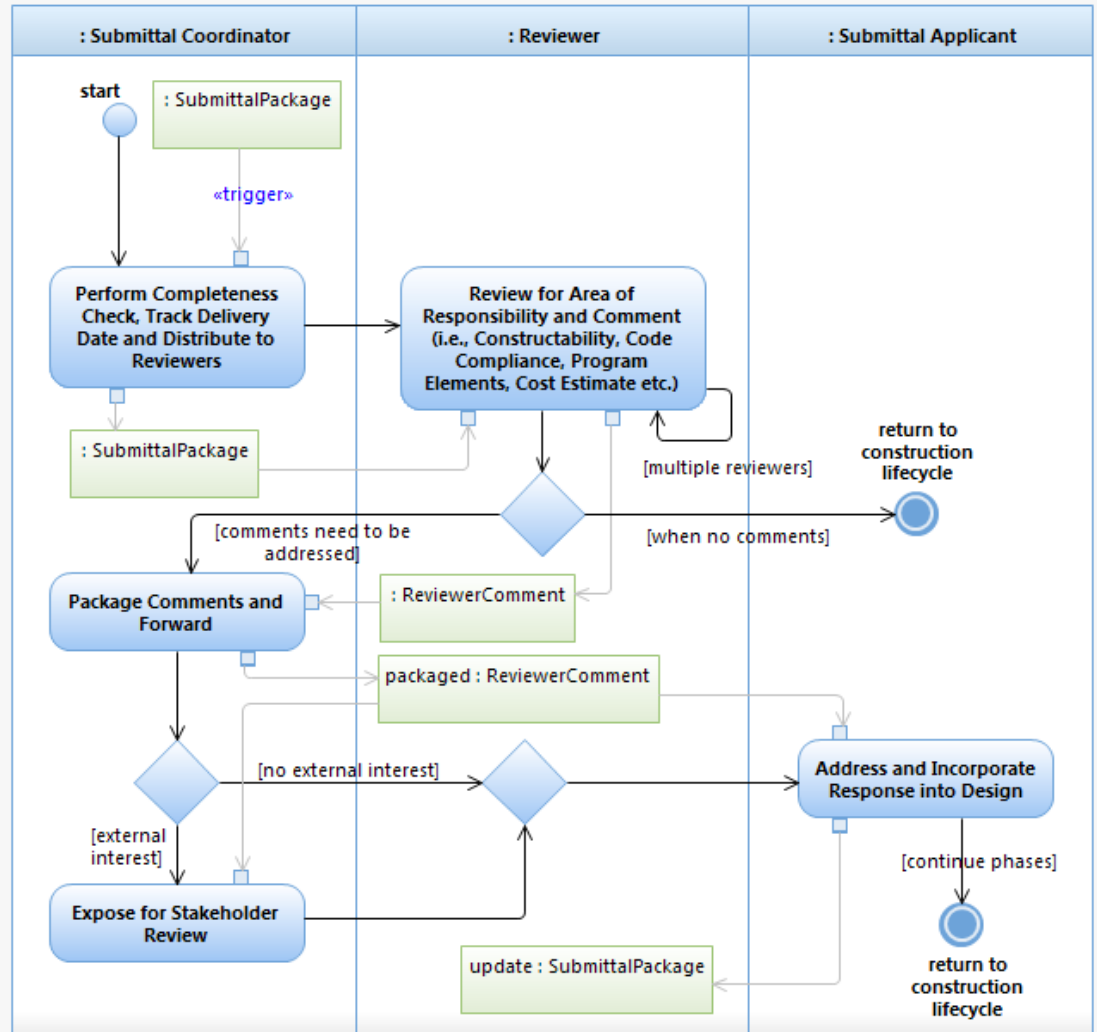 : Submittal Coordinator
: Reviewer
: Submittal Applicant
start
: SubmittalPackage
«trigger»
Perform Completeness
Check, Track Delivery
Date and Distribute to
Reviewers
Review for Area of
Responsibility and Comment
(i.e., Constructability, Code
Compliance, Program
Elements, Cost Estimate etc.)
: SubmittalPackage
[multiple reviewers]
return to
construction
lifecycle
[comments need to be
addressed]
[when no comments]
Package Comments and
Forward
: ReviewerComment
packaged : ReviewerComment
[no external interest]
Address and Incorporate
Response into Design
[external
interest]
[continue phases]
Expose for Stakeholder
Review
update : SubmittalPackage
return to
construction
lifecycle